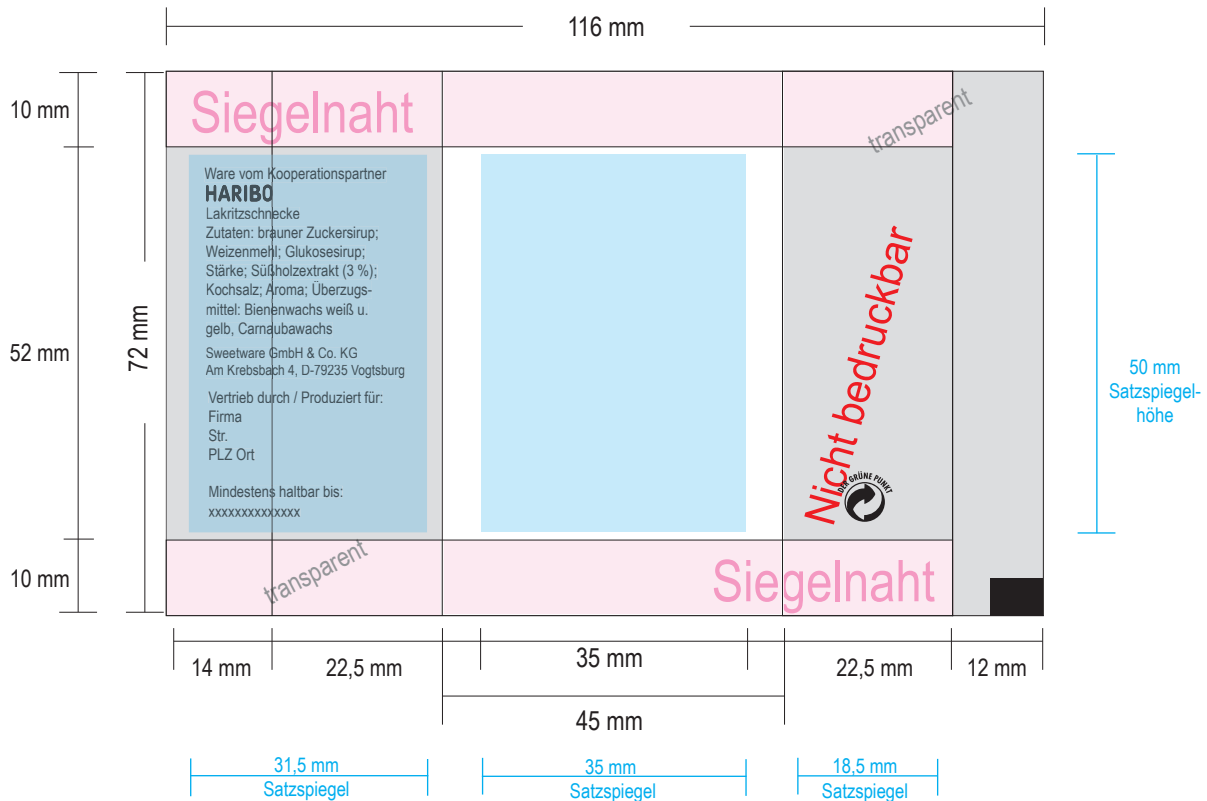 116 mm
10 mm
52 mm
10 mm
72 mm
Siegelnaht
transparent
Ware vom Kooperationspartner
HARIBO
Lakritzschnecke
Zutaten: brauner Zuckersirup;
Weizenmehl; Glukosesirup;
Stärke; Süßholzextrakt (3 %);
Kochsalz; Aroma; Überzugs-
mittel: Bienenwachs weiß u.
gelb, Carnaubawachs
Sweetware GmbH & Co. KG
Am Krebsbach 4, D-79235 Vogtsburg
Vertrieb durch / Produziert für:
Firma
Str.
PLZ Ort
Mindestens haltbar bis:
xxxxxxxxxxxxxx
Nicht bedruckbar
DER GRÜNE PUNKT
50 mm
Satzspiegel-
höhe
transparent
Siegelnaht
14 mm
22,5 mm
35 mm
22,5 mm
12 mm
45 mm
31,5 mm
Satzspiegel
35 mm
Satzspiegel
18,5 mm
Satzspiegel